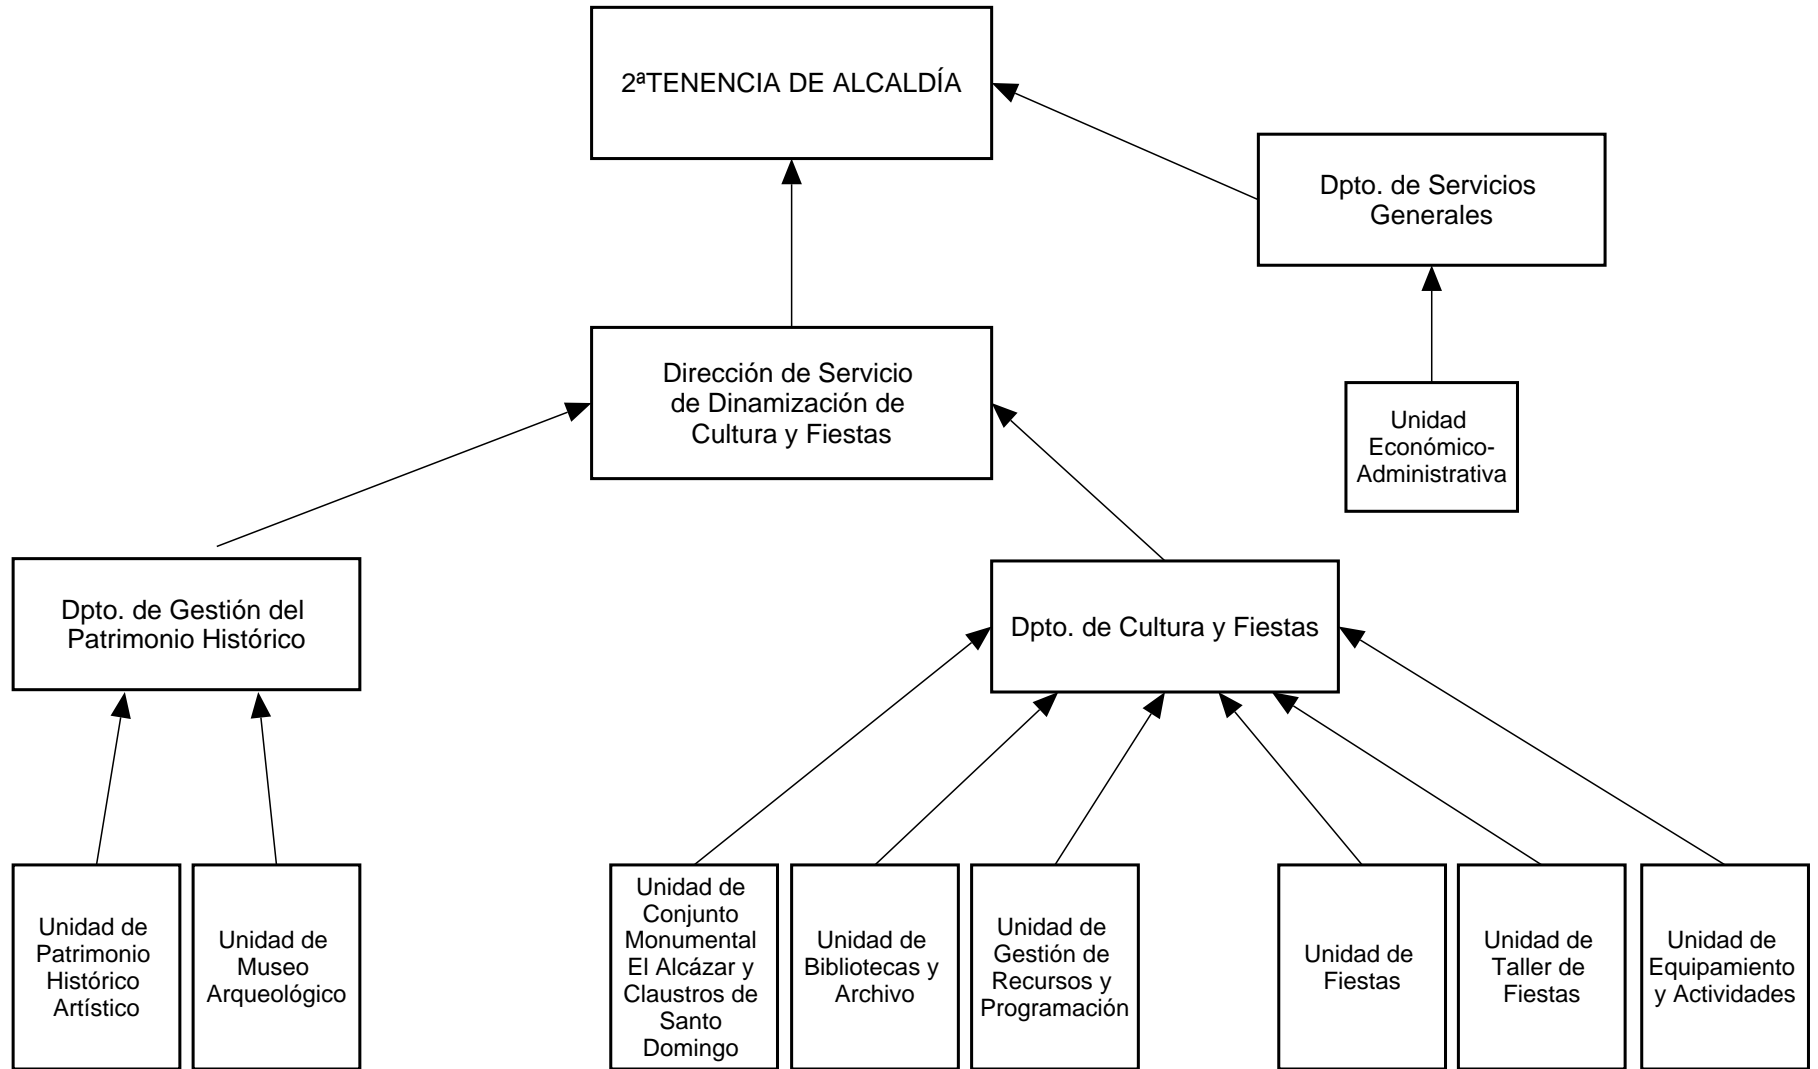 2ªTENENCIA DE ALCALDÍA
Dpto. de Servicios
Generales
Dirección de Servicio
de Dinamización de
Cultura y Fiestas
Unidad
Económico-
Administrativa
Dpto. de Gestión del
Patrimonio Histórico
Dpto. de Cultura y Fiestas
Unidad de
Patrimonio
Histórico
Artístico
Unidad de
Museo
Arqueológico
Unidad de
Conjunto
Monumental
El Alcázar y
Claustros de
Santo
Domingo
Unidad de
Bibliotecas y
Archivo
Unidad de
Gestión de
Recursos y
Programación
Unidad de
Fiestas
Unidad de
Taller de
Fiestas
Unidad de
Equipamiento
y Actividades